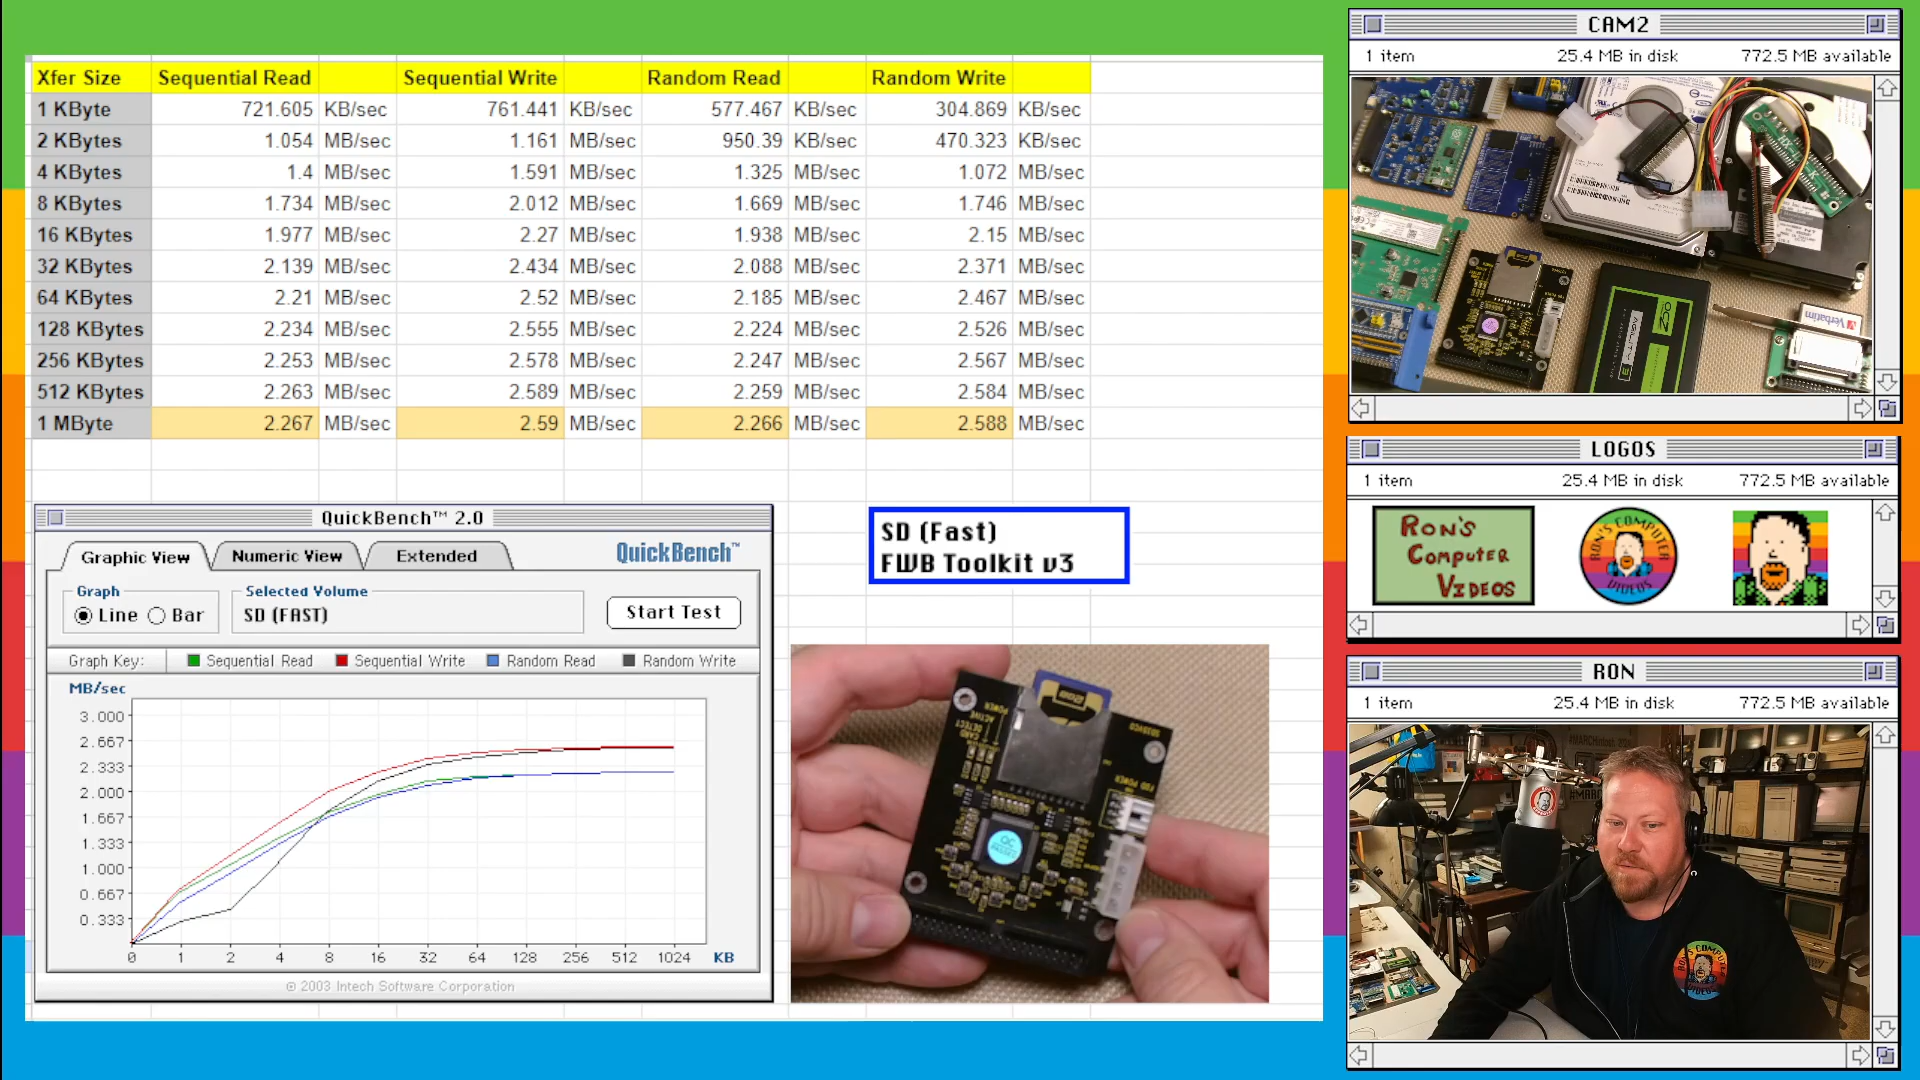 Xfer Size Sequential Read Sequential Write Random Read Random Write
1 KByte 721.605 KB/sec 761.441 KB/sec 577.467 KB/sec 304.869 KB/sec
2 KBytes 1.054 MB/sec 1.161 MB/sec 950.39 KB/sec 470.323 KB/sec
4 KBytes 1.4 MB/sec 1.591 MB/sec 1.325 MB/sec 1.072 MB/sec
8 KBytes 1.734 MB/sec 2.012 MB/sec 1.669 MB/sec 1.746 MB/sec
16 KBytes 1.977 MB/sec 2.27 MB/sec 1.938 MB/sec 2.15 MB/sec
32 KBytes 2.139 MB/sec 2.434 MB/sec 2.088 MB/sec 2.371 MB/sec
64 KBytes 2.21 MB/sec 2.52 MB/sec 2.185 MB/sec 2.467 MB/sec
128 KBytes 2.234 MB/sec 2.555 MB/sec 2.224 MB/sec 2.526 MB/sec
256 KBytes 2.253 MB/sec 2.578 MB/sec 2.247 MB/sec 2.567 MB/sec
512 KBytes 2.263 MB/sec 2.589 MB/sec 2.259 MB/sec 2.584 MB/sec
1 MByte 2.267 MB/sec 2.59 MB/sec 2.266 MB/sec 2.588 MB/sec
QuickBench™ 2.0
Graphic View Numeric View Extended QuickBench™
Graph
Line Bar
Selected Volume
SD (FAST)
Start Test
Graph Key: Sequential Read Sequential Write Random Read Random Write
MB/sec
3.000
2.667
2.333
2.000
1.667
1.333
1.000
0.667
0.333
0 1 2 4 8 16 32 64 128 256 512 1024 KB
© 2003 Intech Software Corporation
SD (Fast)
FWB Toolkit v3
POWER
ACTIVE
DETECT
CARD
QC
CAM2
1 item 25.4 MB in disk 772.5 MB available
OCZ
AGILITY 3
Verbatim
LOGOS
1 item 25.4 MB in disk 772.5 MB available
RON'S
COMPUTER
VIDEOS
RON'S COMPUTER
VIDEOS
RON
1 item 25.4 MB in disk 772.5 MB available
RON'S COMPUTER
VIDEOS